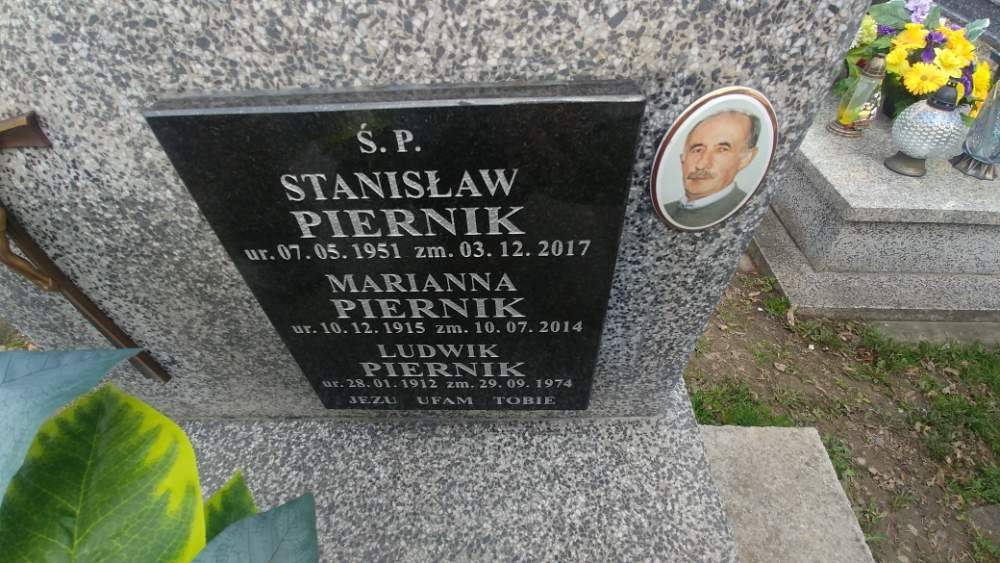 Ś. P.
STANISŁAW
PIERNIK
ur. 07. 05. 1951 zm. 03. 12. 2017
MARIANNA
PIERNIK
ur. 10. 12. 1915 zm. 10. 07. 2014
LUDWIK
PIERNIK
ur. 28. 01. 1912 zm. 29. 09. 1974
JEZU UFAM TOBIE